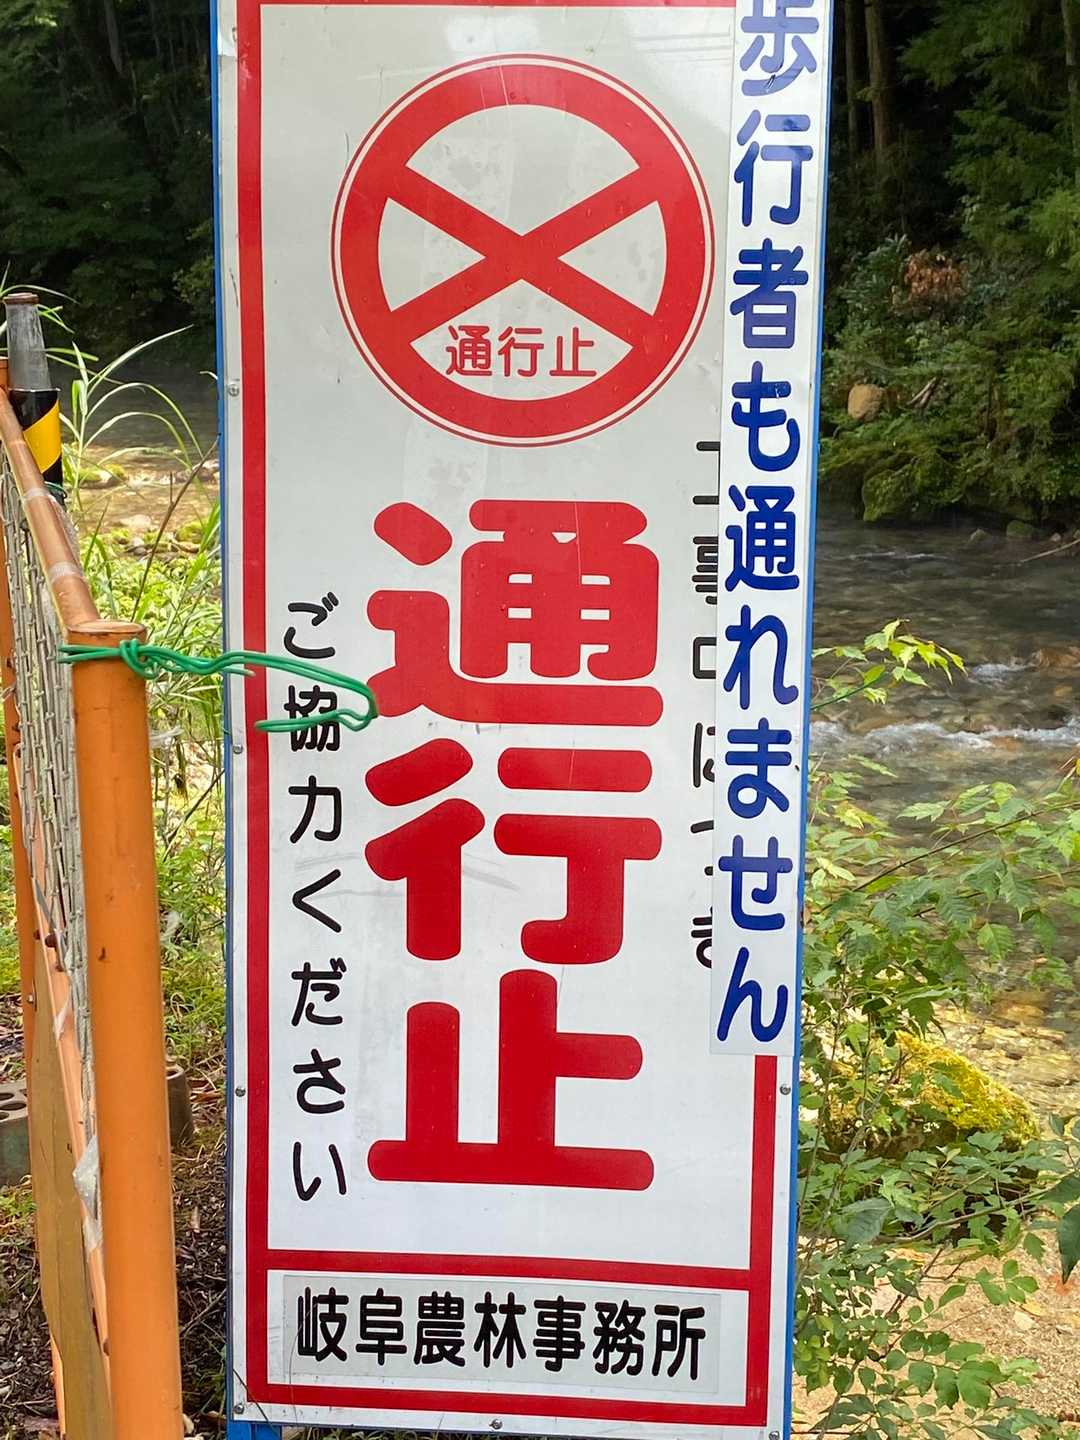 歩行者も通れません
通行止
通行止
ご協力ください
岐阜農林事務所